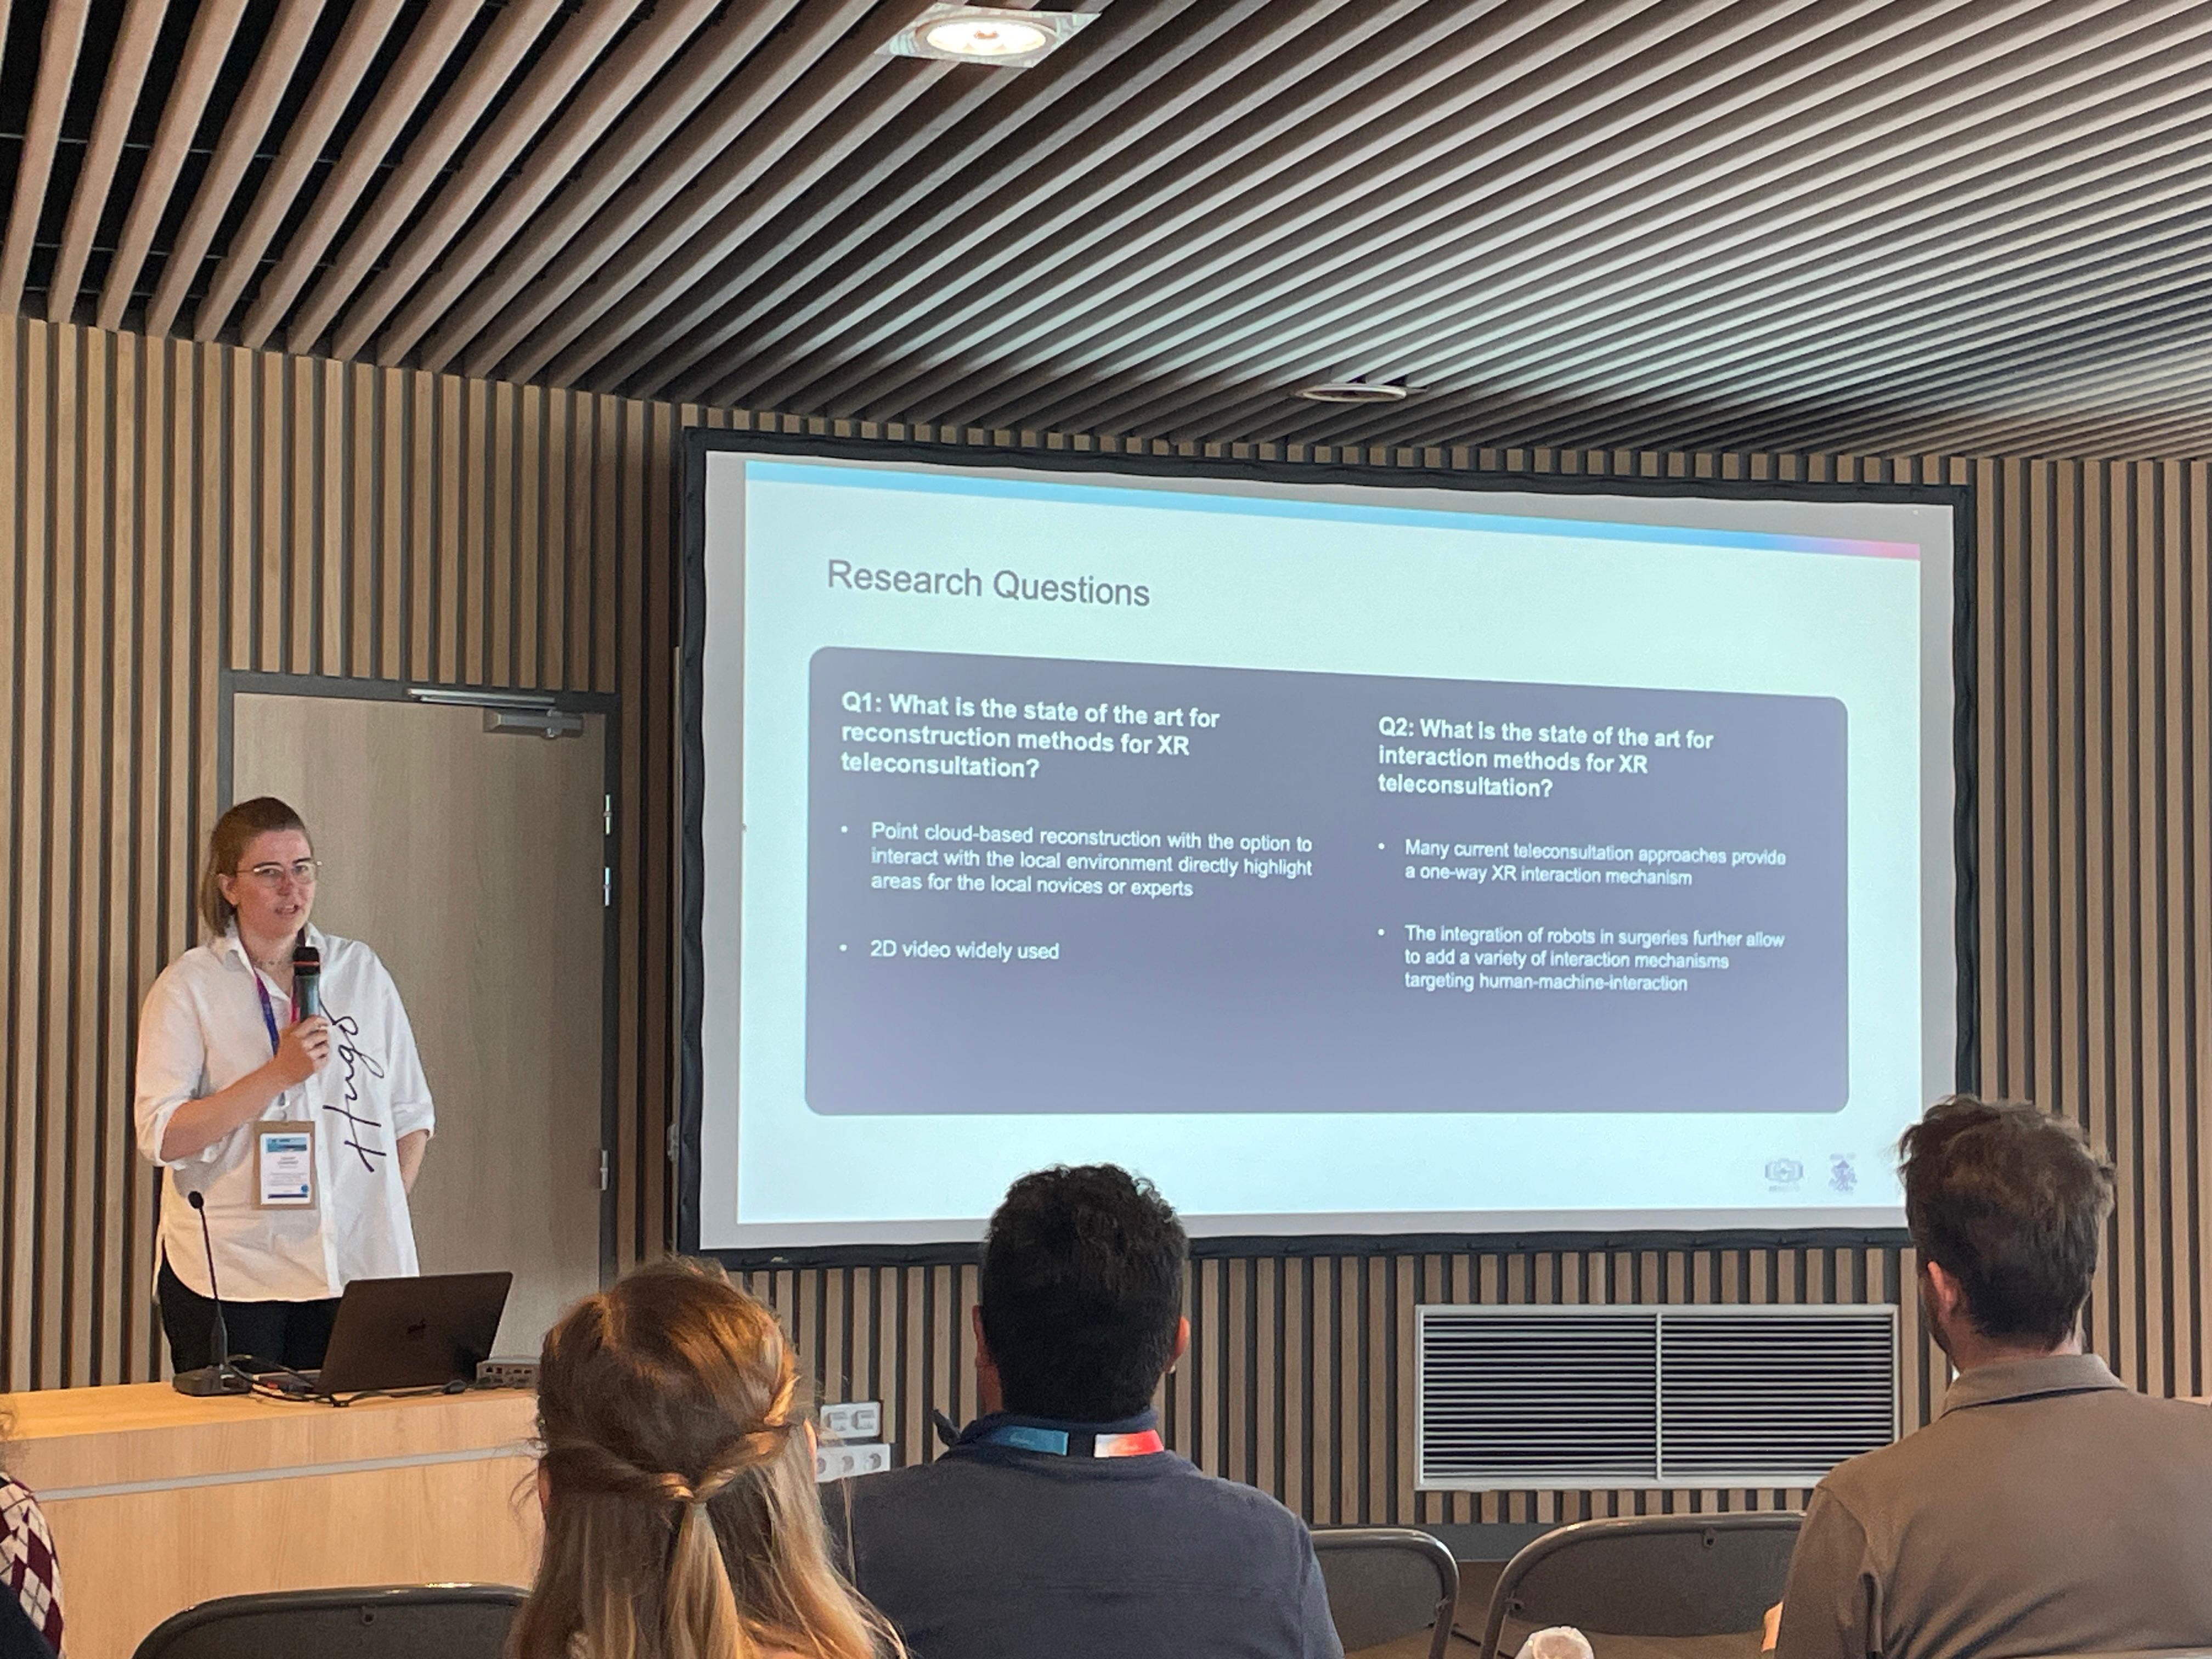 Research Questions
Q1: What is the state of the art for
reconstruction methods for XR
teleconsultation?
• Point cloud-based reconstruction with the option to
interact with the local environment directly highlight
areas for the local novices or experts
• 2D video widely used
Q2: What is the state of the art for
interaction methods for XR
teleconsultation?
• Many current teleconsultation approaches provide
a one-way XR interaction mechanism
• The integration of robots in surgeries further allow
to add a variety of interaction mechanisms
targeting human-machine-interaction
Hugo